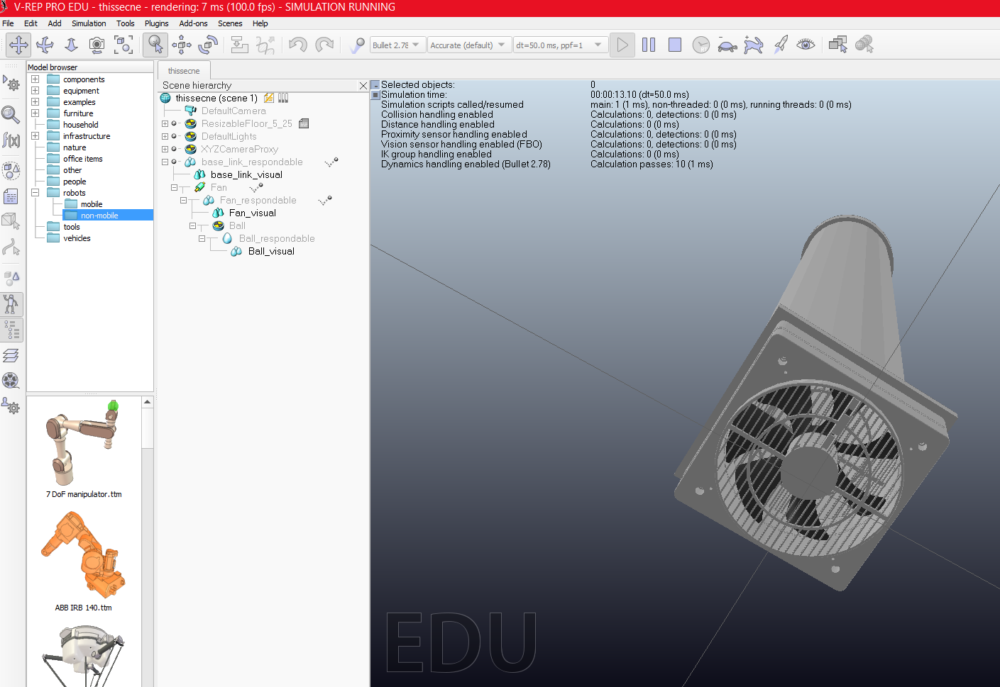 V-REP PRO EDU - thissecne - rendering: 7 ms (100.0 fps) - SIMULATION RUNNING
File Edit Add Simulation Tools Plugins Add-ons Scenes Help
Bullet 2.78 Accurate (default) dt=50.0 ms, ppf=1
Model browser
components
equipment
examples
furniture
household
infrastructure
nature
office items
other
people
robots
mobile
non-mobile
tools
vehicles
7 DoF manipulator.ttm
ABB IRB 140.ttm
thissecne
Scene hierarchy
thissecne (scene 1)
DefaultCamera
ResizableFloor_5_25
DefaultLights
XYZCameraProxy
base_link_respondable
base_link_visual
Fan
Fan_respondable
Fan_visual
Ball
Ball_respondable
Ball_visual
Selected objects: 0
Simulation time: 00:00:13.10 (dt=50.0 ms)
Simulation scripts called/resumed main: 1 (1 ms), non-threaded: 0 (0 ms), running threads: 0 (0 ms)
Collision handling enabled Calculations: 0, detections: 0 (0 ms)
Distance handling enabled Calculations: 0 (0 ms)
Proximity sensor handling enabled Calculations: 0, detections: 0 (0 ms)
Vision sensor handling enabled (FBO) Calculations: 0, detections: 0 (0 ms)
IK group handling enabled Calculations: 0 (0 ms)
Dynamics handling enabled (Bullet 2.78) Calculation passes: 10 (1 ms)
EDU